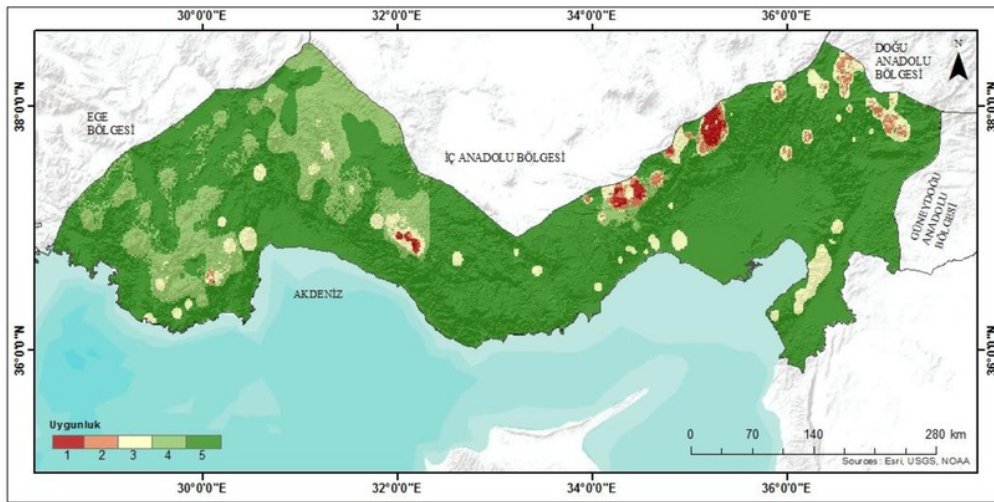 30°0'0"E 32°0'0"E 34°0'0"E 36°0'0"E
DOĞU
ANADOLU
BÖLGESİ
N
38°0'0"N
38°0'0"N
EGE
BÖLGESİ
İÇ ANADOLU BÖLGESİ
GÜNEYDOĞU
ANADOLU
BÖLGESİ
AKDENİZ
36°0'0"N
36°0'0"N
Uygunluk
1 2 3 4 5
0 70 140 280 km
Sources: Esri, USGS, NOAA
30°0'0"E 32°0'0"E 34°0'0"E 36°0'0"E